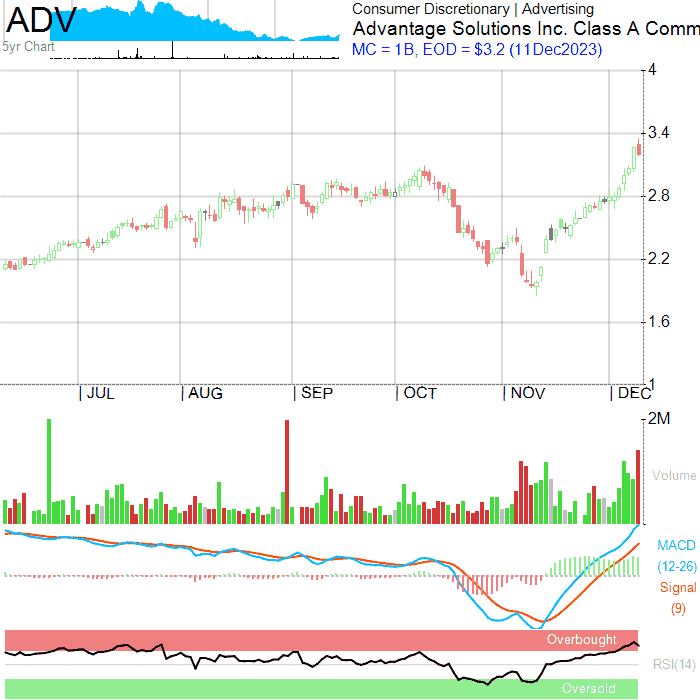 ADV
5yr Chart
Consumer Discretionary | Advertising
Advantage Solutions Inc. Class A Comm
MC = 1B, EOD = $3.2 (11Dec2023)
4
3.4
2.8
2.2
1.6
1
| JUL | AUG | SEP | OCT | NOV | DEC
2M
Volume
MACD
(12-26)
Signal
(9)
Overbought
RSI(14)
Oversold